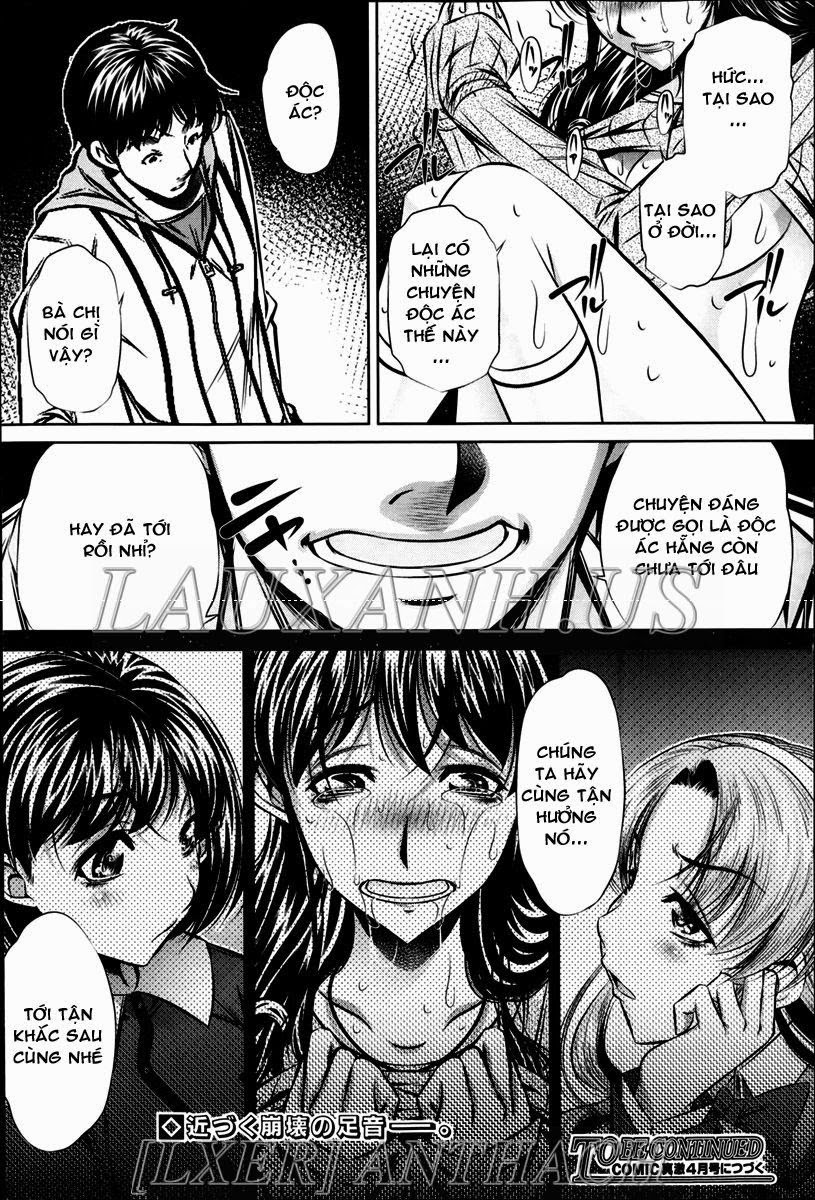 HỨC...
TẠI SAO
...
TẠI SAO
Ở ĐỜI...
LẠI CÓ
NHỮNG
CHUYỆN
ĐỘC ÁC
THẾ NÀY
...
ĐỘC
ÁC?
BÀ CHỊ
NÓI GÌ
VẬY?
CHUYỆN ĐÁNG
ĐƯỢC GỌI LÀ ĐỘC
ÁC HẴNG CÒN
CHƯA TỚI ĐÂU
HAY ĐÃ TỚI
RỒI NHỈ?
LAUXANH.US
CHÚNG
TA HÃY
CÙNG TẬN
HƯỞNG
NÓ...
TỚI TẬN
KHẮC SAU
CÙNG NHÉ
近づく崩壊の足音──。
TO BE CONTINUED
COMIC 真激4月号につづく